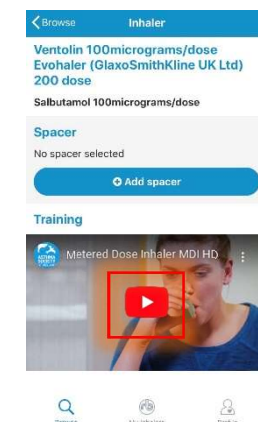 Browse
Inhaler
Ventolin 100micrograms/dose
Evohaler (GlaxoSmithKline UK Ltd)
200 dose
Salbutamol 100micrograms/dose
Spacer
No spacer selected
Add spacer
Training
Metered Dose Inhaler MDI HD